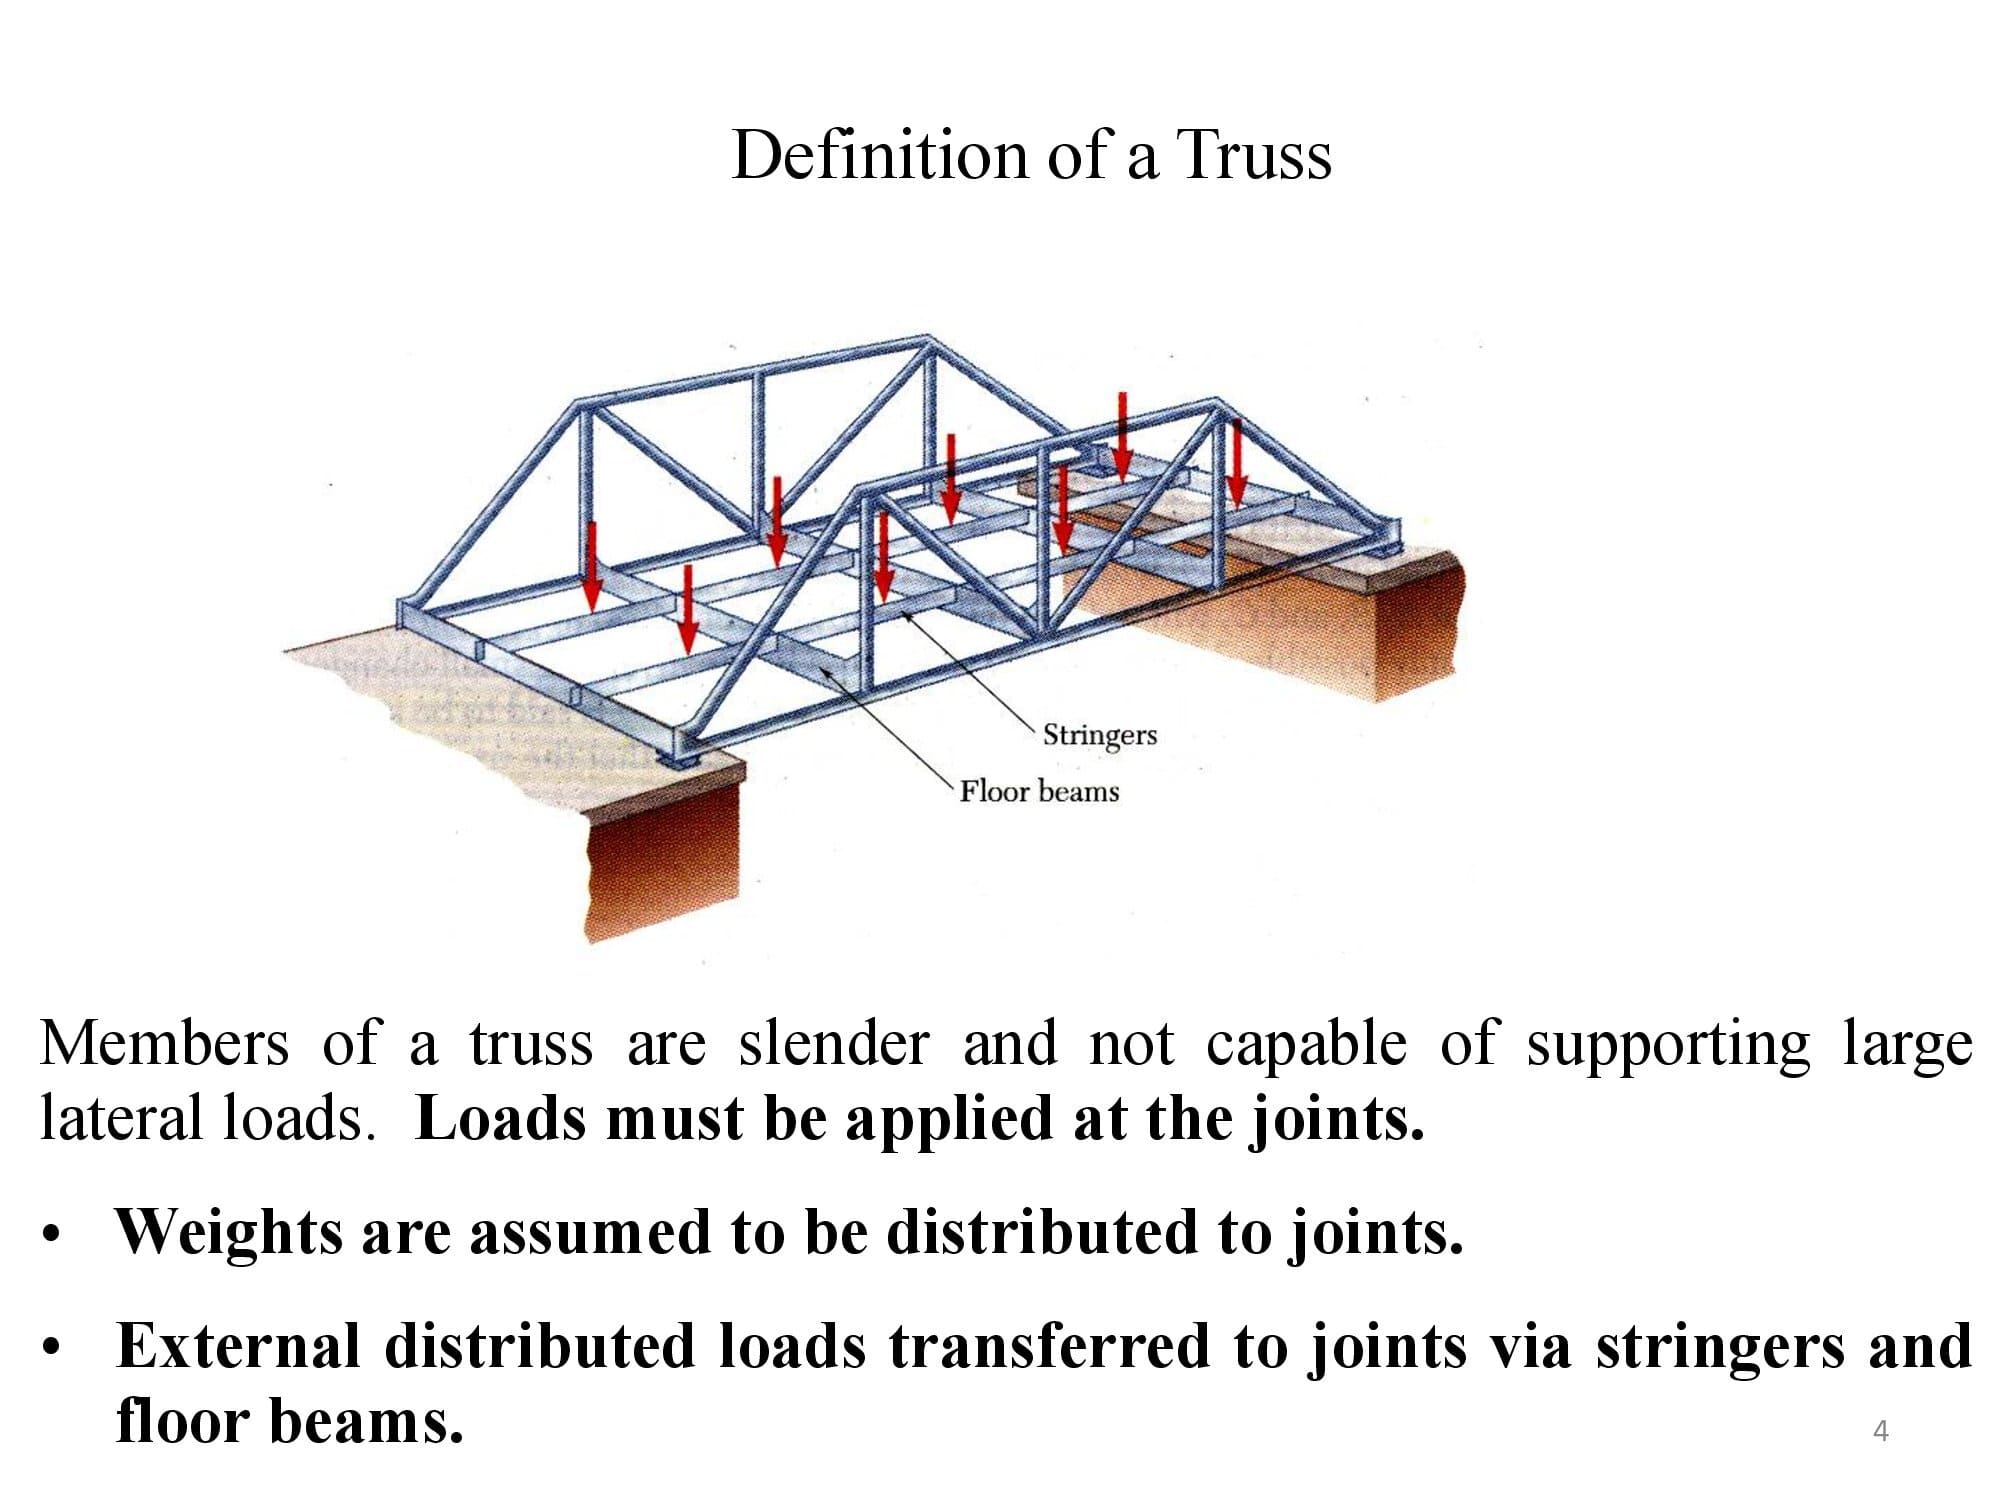 Definition of a Truss
Stringers
Floor beams
Members of a truss are slender and not capable of supporting large
lateral loads. Loads must be applied at the joints.
• Weights are assumed to be distributed to joints.
• External distributed loads transferred to joints via stringers and
floor beams.
4